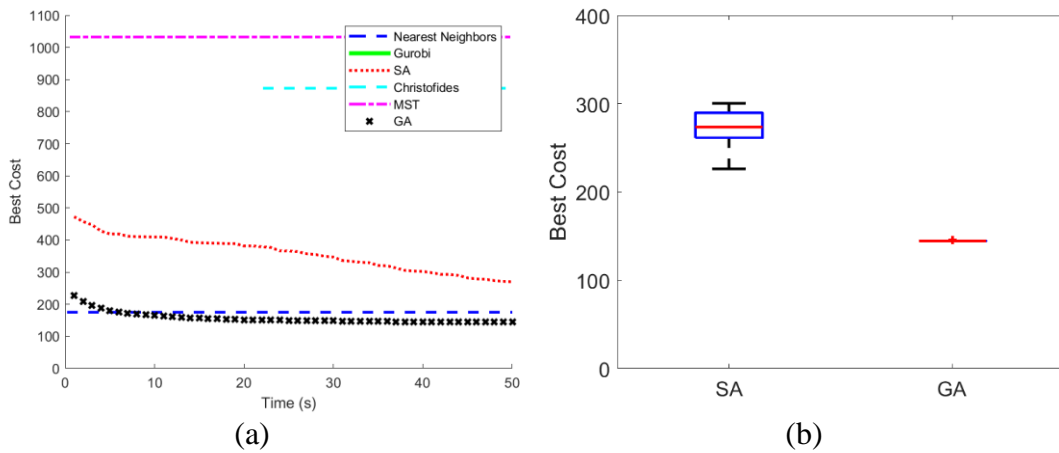 1100
1000
900
800
700
600
500
400
300
200
100
0
Best Cost
0 10 20 30 40 50
Time (s)
Nearest Neighbors
Gurobi
SA
Christofides
MST
GA
(a)
400
300
200
100
0
Best Cost
SA GA
(b)